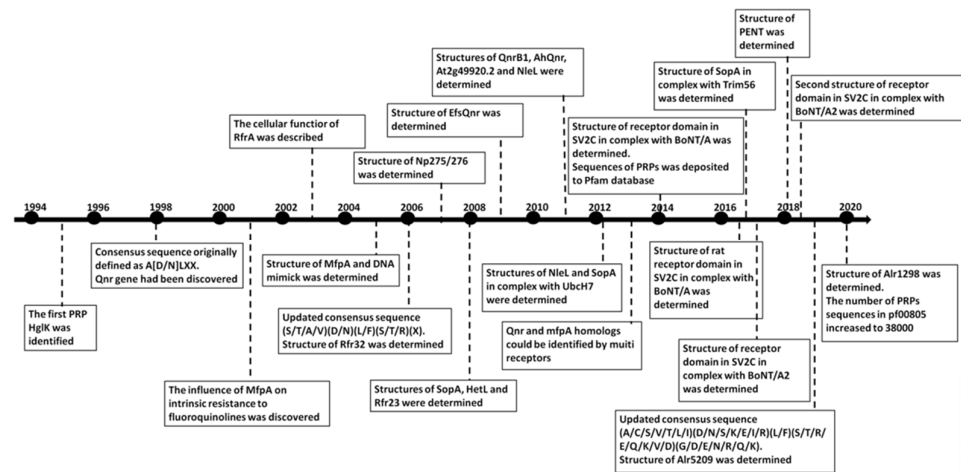 Structure of
PENT was
determined
Structures of QnrB1, AhQnr,
At2g49920.2 and NleL were
determined
Structure of SopA in
complex with Trim56
was determined
Second structure of receptor
domain in SV2C in complex with
BoNT/A2 was determined
Structure of EfsQnr was
determined
The cellular functior of
RfrA was described
Structure of receptor domain in
SV2C in complex with BoNT/A was
determined.
Sequences of PRPs was deposited
to Pfam database
Structure of Np275/276
was determined
1994 1996 1998 2000 2002 2004 2006 2008 2010 2012 2014 2016 2018 2020
Consensus sequence originally
defined as A[D/N]LXX.
Qnr gene had been discovered
Structure of MfpA and DNA
mimick was determined
Structures of NleL and SopA
in complex with UbcH7
were determined
Structure of rat
receptor domain in
SV2C in complex with
BoNT/A was
determined
Structure of Alr1298 was
determined.
The number of PRPs
sequences in pf00805
increased to 38000
The first PRP
HglK was
identified
Updated consensus sequence
(S/T/A/V)(D/N)(L/F)(S/T/R)(X).
Structure of Rfr32 was determined
Qnr and mfpA homologs
could be identified by muiti
receptors
Structure of receptor
domain in SV2C in
complex with BoNT/A2
was determined
The influence of MfpA on
intrinsic resistance to
fluoroquinolines was discovered
Structures of SopA, HetL and
Rfr23 were determined
Updated consensus sequence
(A/C/S/V/T/L/I)(D/N/S/K/E/I/R)(L/F)(S/T/R/
E/Q/K/V/D)(G/D/E/N/R/Q/K).
Structure of Alr5209 was determined